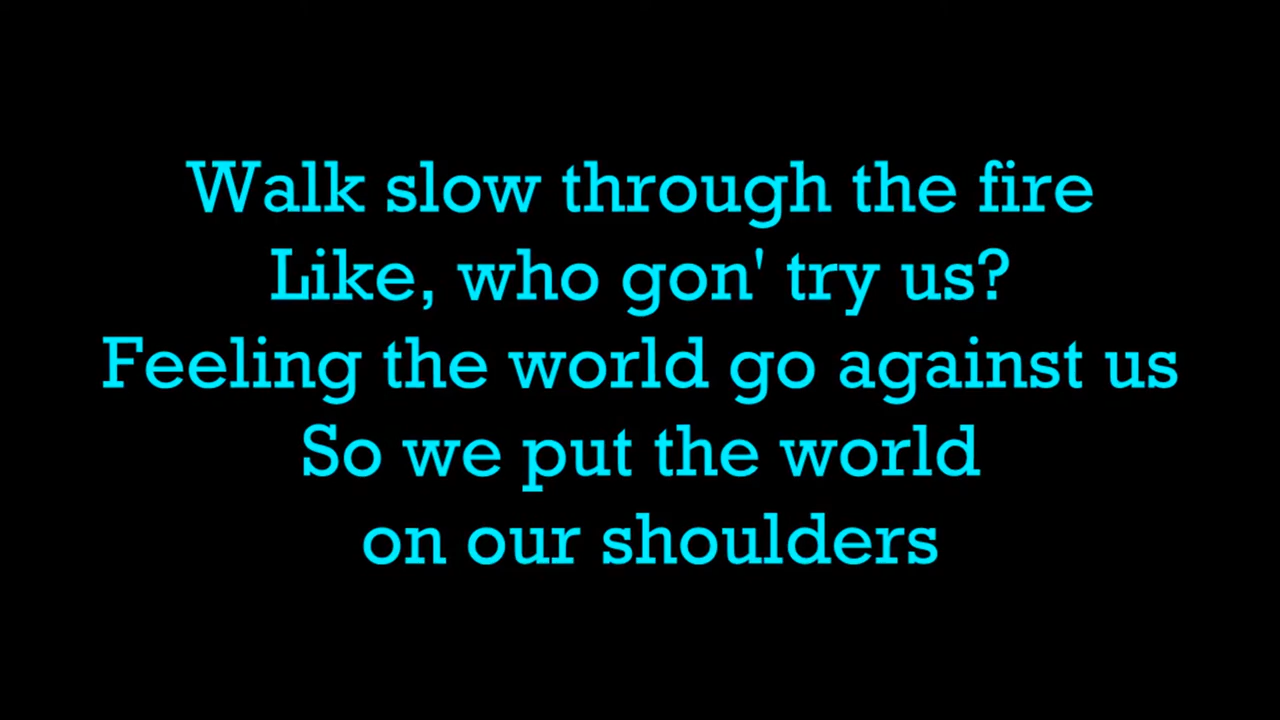 Walk slow through the fire
Like, who gon' try us?
Feeling the world go against us
So we put the world
on our shoulders